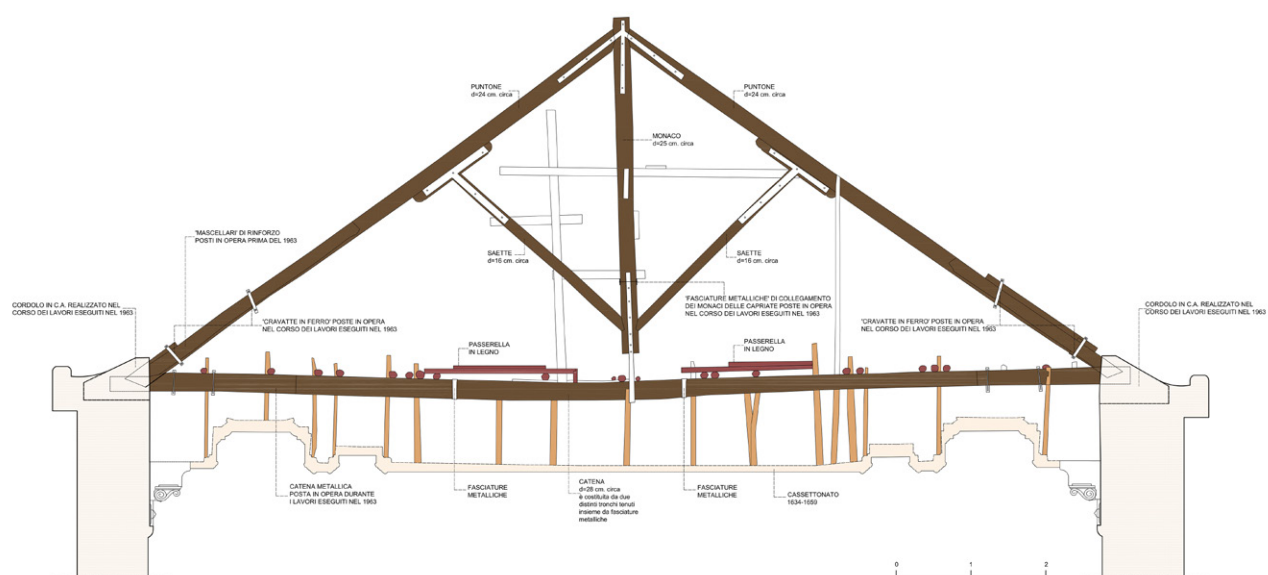 PUNTONE
d=24 cm. circa
PUNTONE
d=24 cm. circa
MONACO
d=25 cm. circa
'MASCELLARI' DI RINFORZO
POSTI IN OPERA PRIMA DEL 1963
SAETTE
d=16 cm. circa
SAETTE
d=16 cm. circa
CORDOLO IN C.A. REALIZZATO NEL
CORSO DEI LAVORI ESEGUITI NEL 1963
'FASCIATURE METALLICHE' DI COLLEGAMENTO
DEI MONACI DELLE CAPRIATE POSTE IN OPERA
NEL CORSO DEI LAVORI ESEGUITI NEL 1963
CORDOLO IN C.A. REALIZZATO NEL
CORSO DEI LAVORI ESEGUITI NEL 1963
'CRAVATTE IN FERRO' POSTE IN OPERA
NEL CORSO DEI LAVORI ESEGUITI NEL 1963
'CRAVATTE IN FERRO' POSTE IN OPERA
NEL CORSO DEI LAVORI ESEGUITI NEL 1963
PASSERELLA
IN LEGNO
PASSERELLA
IN LEGNO
CATENA METALLICA
POSTA IN OPERA DURANTE
I LAVORI ESEGUITI NEL 1963
FASCIATURE
METALLICHE
CATENA
d=28 cm. circa
è costituita da due
distinti tronchi tenuti
insieme da fasciature
metalliche
FASCIATURE
METALLICHE
CASSETTONATO
1634-1689
0 1 2